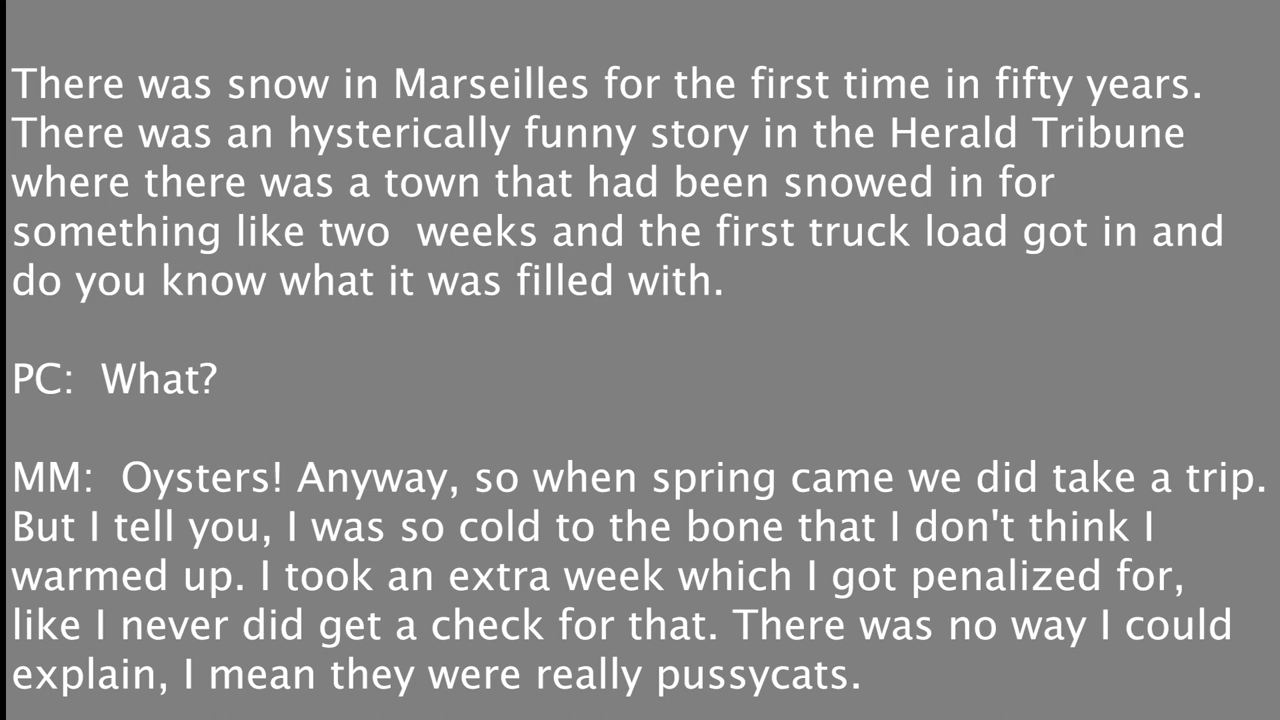 There was snow in Marseilles for the first time in fifty years.
There was an hysterically funny story in the Herald Tribune
where there was a town that had been snowed in for
something like two  weeks and the first truck load got in and
do you know what it was filled with.
PC:  What?
MM:  Oysters! Anyway, so when spring came we did take a trip.
But I tell you, I was so cold to the bone that I don't think I
warmed up. I took an extra week which I got penalized for,
like I never did get a check for that. There was no way I could
explain, I mean they were really pussycats.